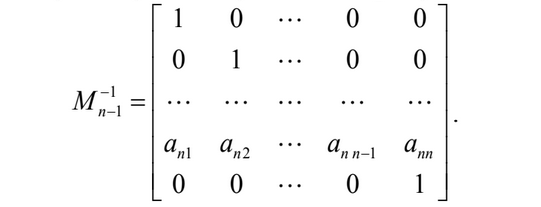 1 0 ⋯ 0 0
0 1 ⋯ 0 0
M_{n-1}^{-1} = ⋯ ⋯ ⋯ ⋯ ⋯ .
a_{n1} a_{n2} ⋯ a_{n n-1} a_{nn}
0 0 ⋯ 0 1